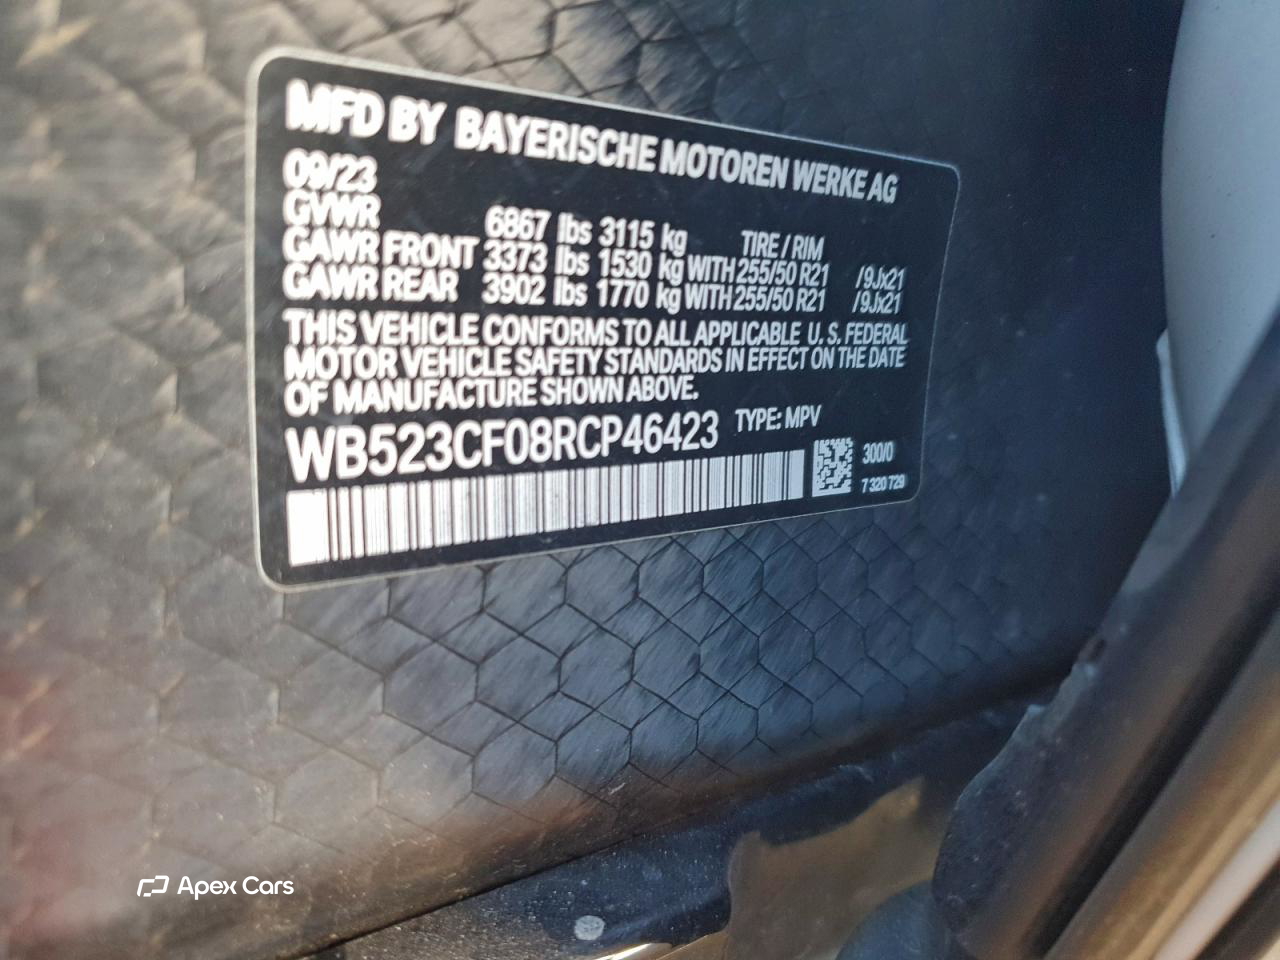 MFD BY BAYERISCHE MOTOREN WERKE AG
09/23
GVWR 6867 lbs 3115 kg TIRE / RIM
GAWR FRONT 3373 lbs 1530 kg WITH 255/50 R21 /9Jx21
GAWR REAR 3902 lbs 1770 kg WITH 255/50 R21 /9Jx21
THIS VEHICLE CONFORMS TO ALL APPLICABLE U.S. FEDERAL
MOTOR VEHICLE SAFETY STANDARDS IN EFFECT ON THE DATE
OF MANUFACTURE SHOWN ABOVE.
WB523CF08RCP46423 TYPE: MPV
300/0
7 320 729
Apex Cars